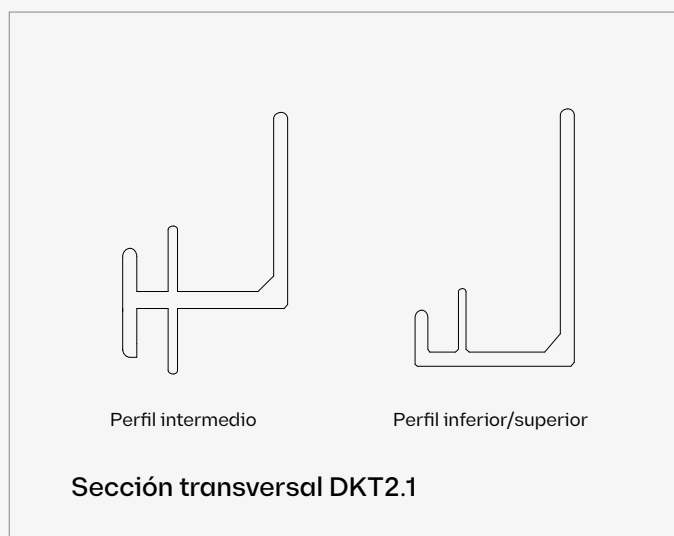 Perfil intermedio
Perfil inferior/superior
Sección transversal DKT2.1